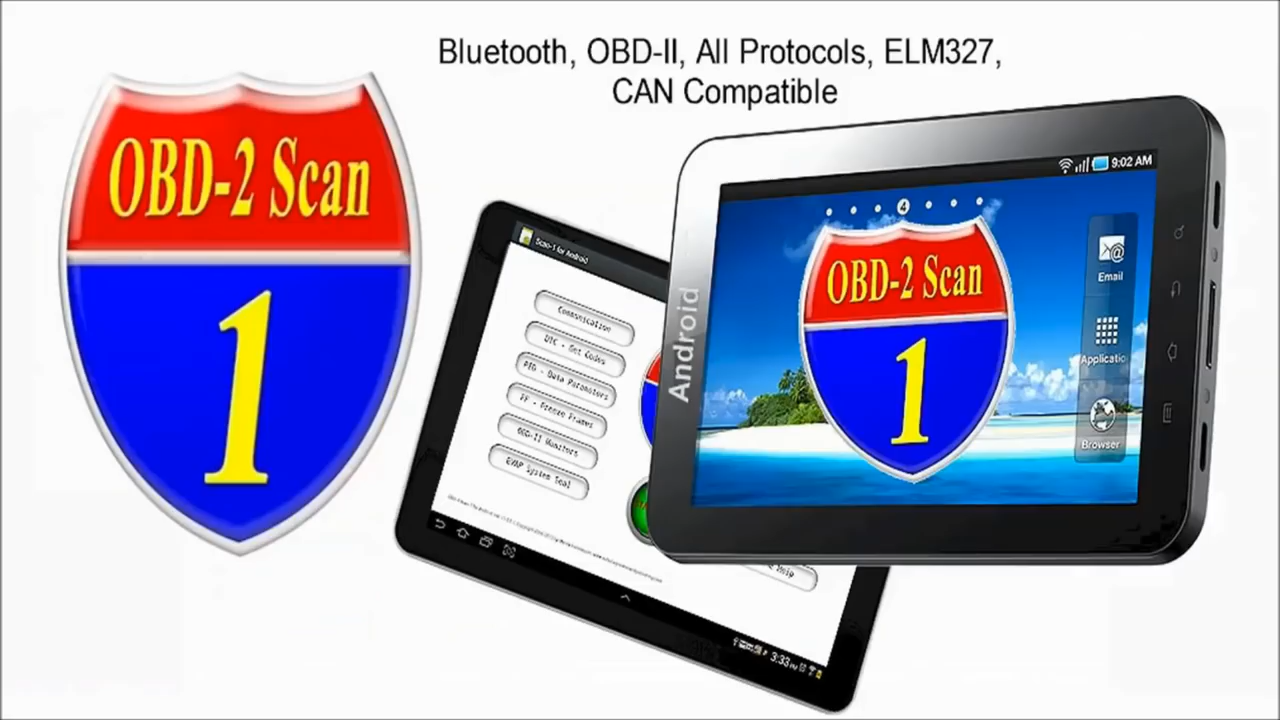 Bluetooth, OBD-II, All Protocols, ELM327,
CAN Compatible
OBD-2 Scan
1
Scan-1 for Android
Communication
DTC - Get Codes
PID - Data Parameters
FF - Freeze Frames
OBD-II Monitors
EVAP System Seal
3:33 PM
Android
9:02 AM
4
OBD-2 Scan
1
Email
Applicatio
Browser